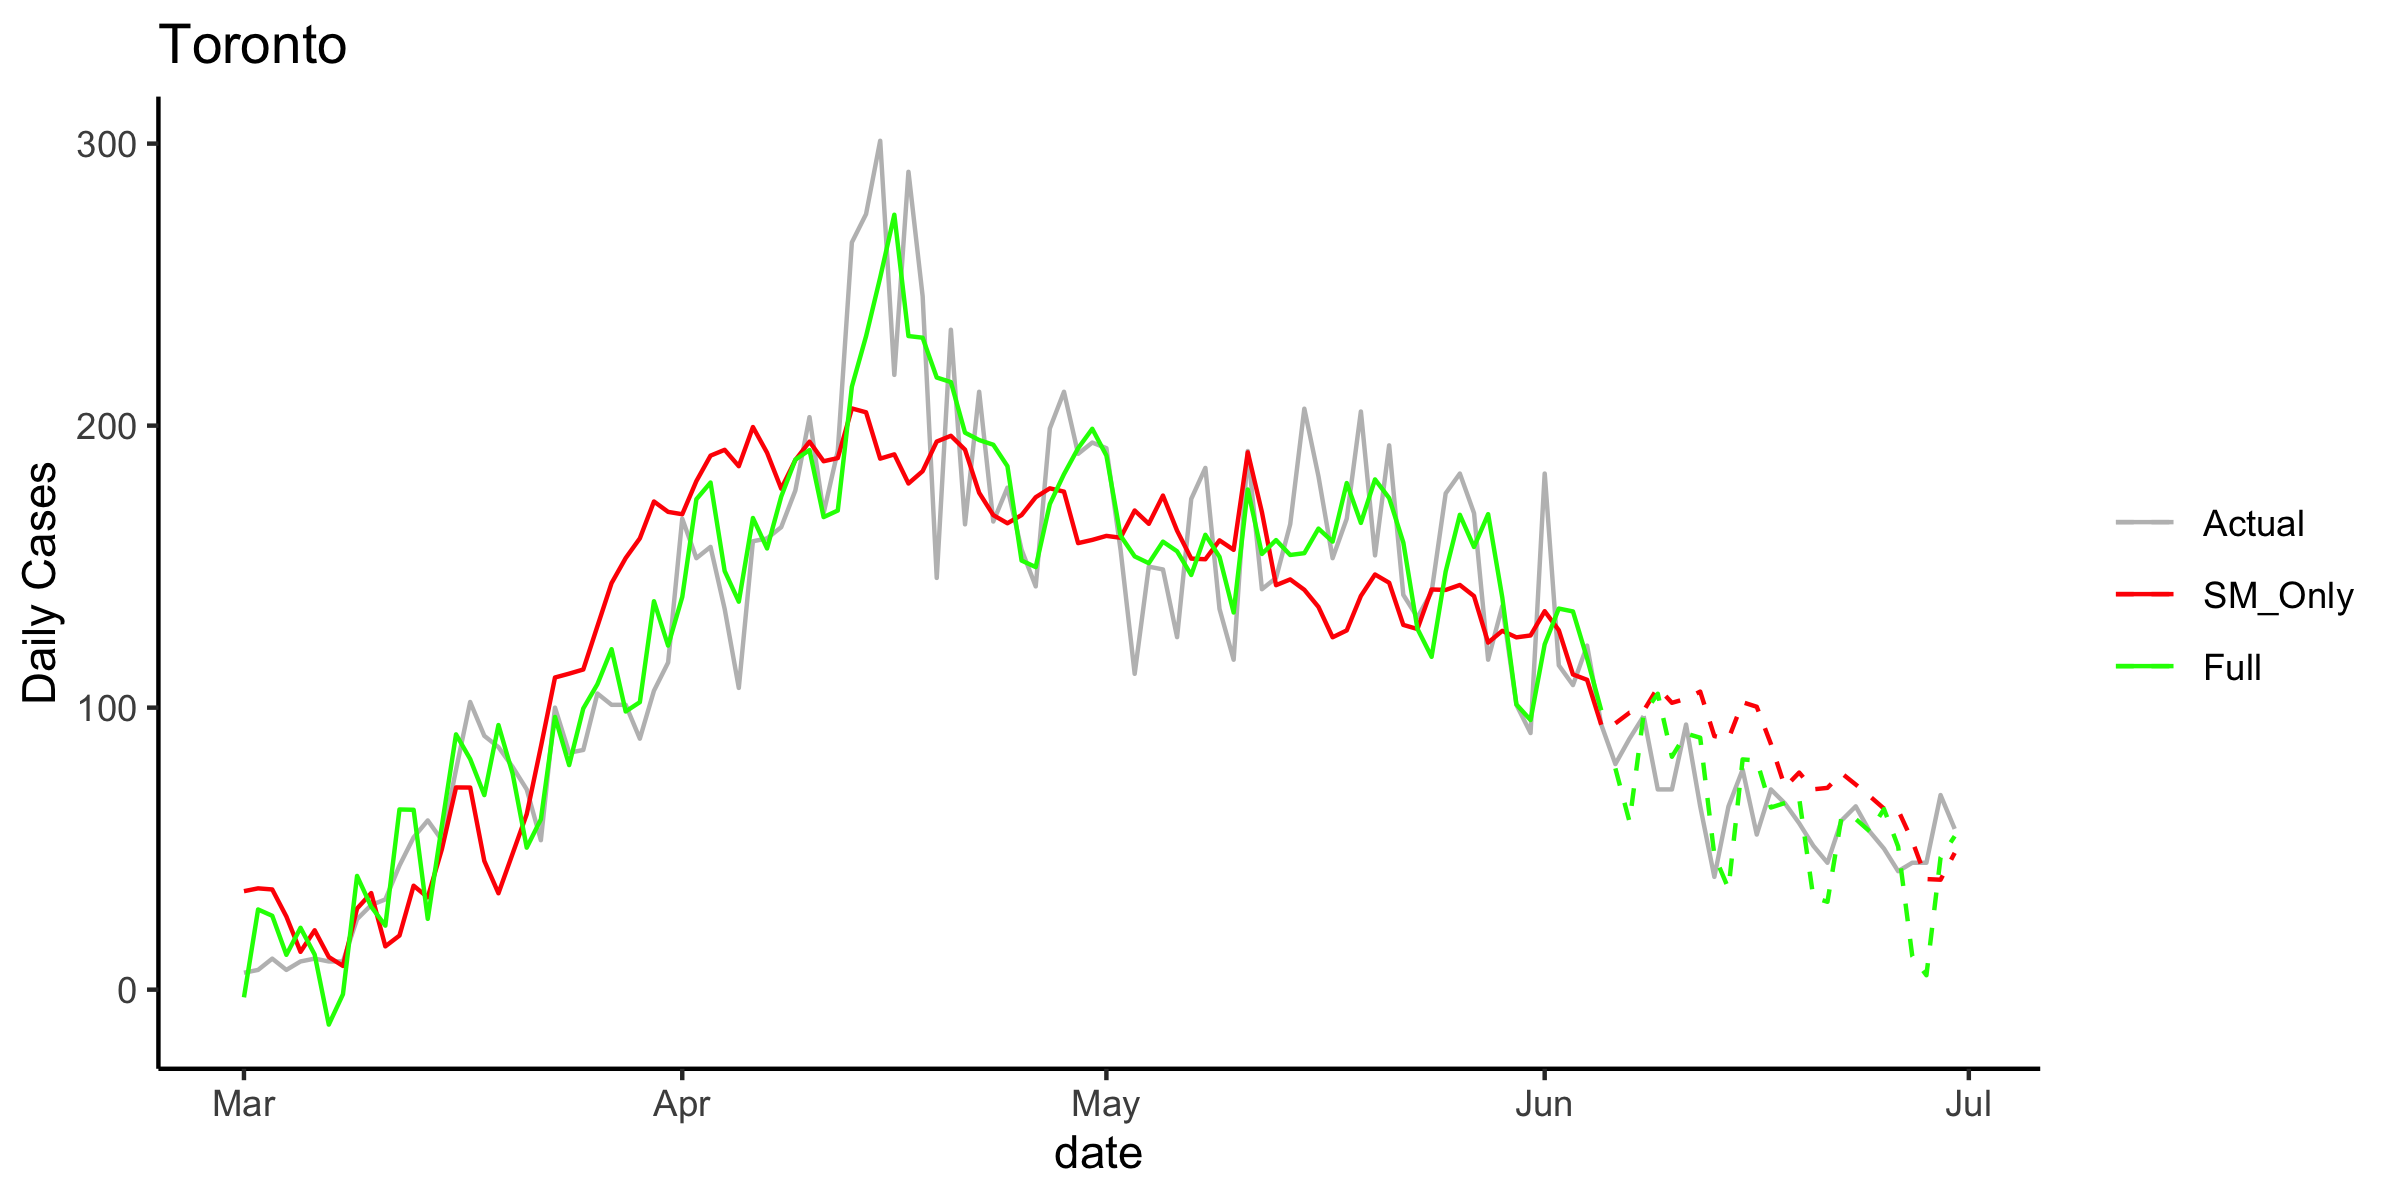 Toronto
300
200
100
0
Daily Cases
Mar
Apr
May
Jun
Jul
date
Actual
SM_Only
Full